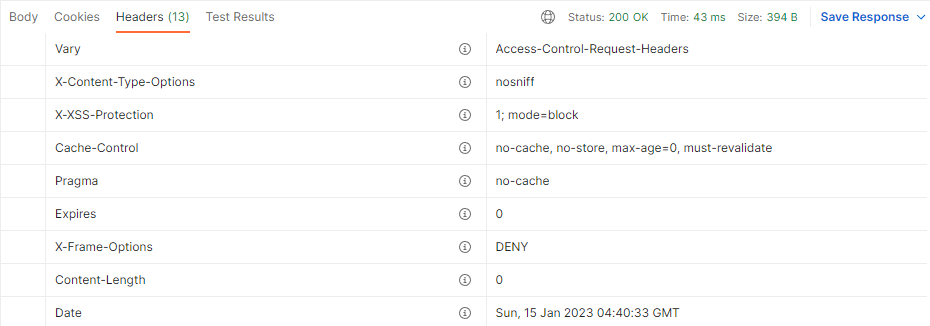 Body Cookies Headers (13) Test Results Status: 200 OK Time: 43 ms Size: 394 B Save Response
Vary Access-Control-Request-Headers
X-Content-Type-Options nosniff
X-XSS-Protection 1; mode=block
Cache-Control no-cache, no-store, max-age=0, must-revalidate
Pragma no-cache
Expires 0
X-Frame-Options DENY
Content-Length 0
Date Sun, 15 Jan 2023 04:40:33 GMT